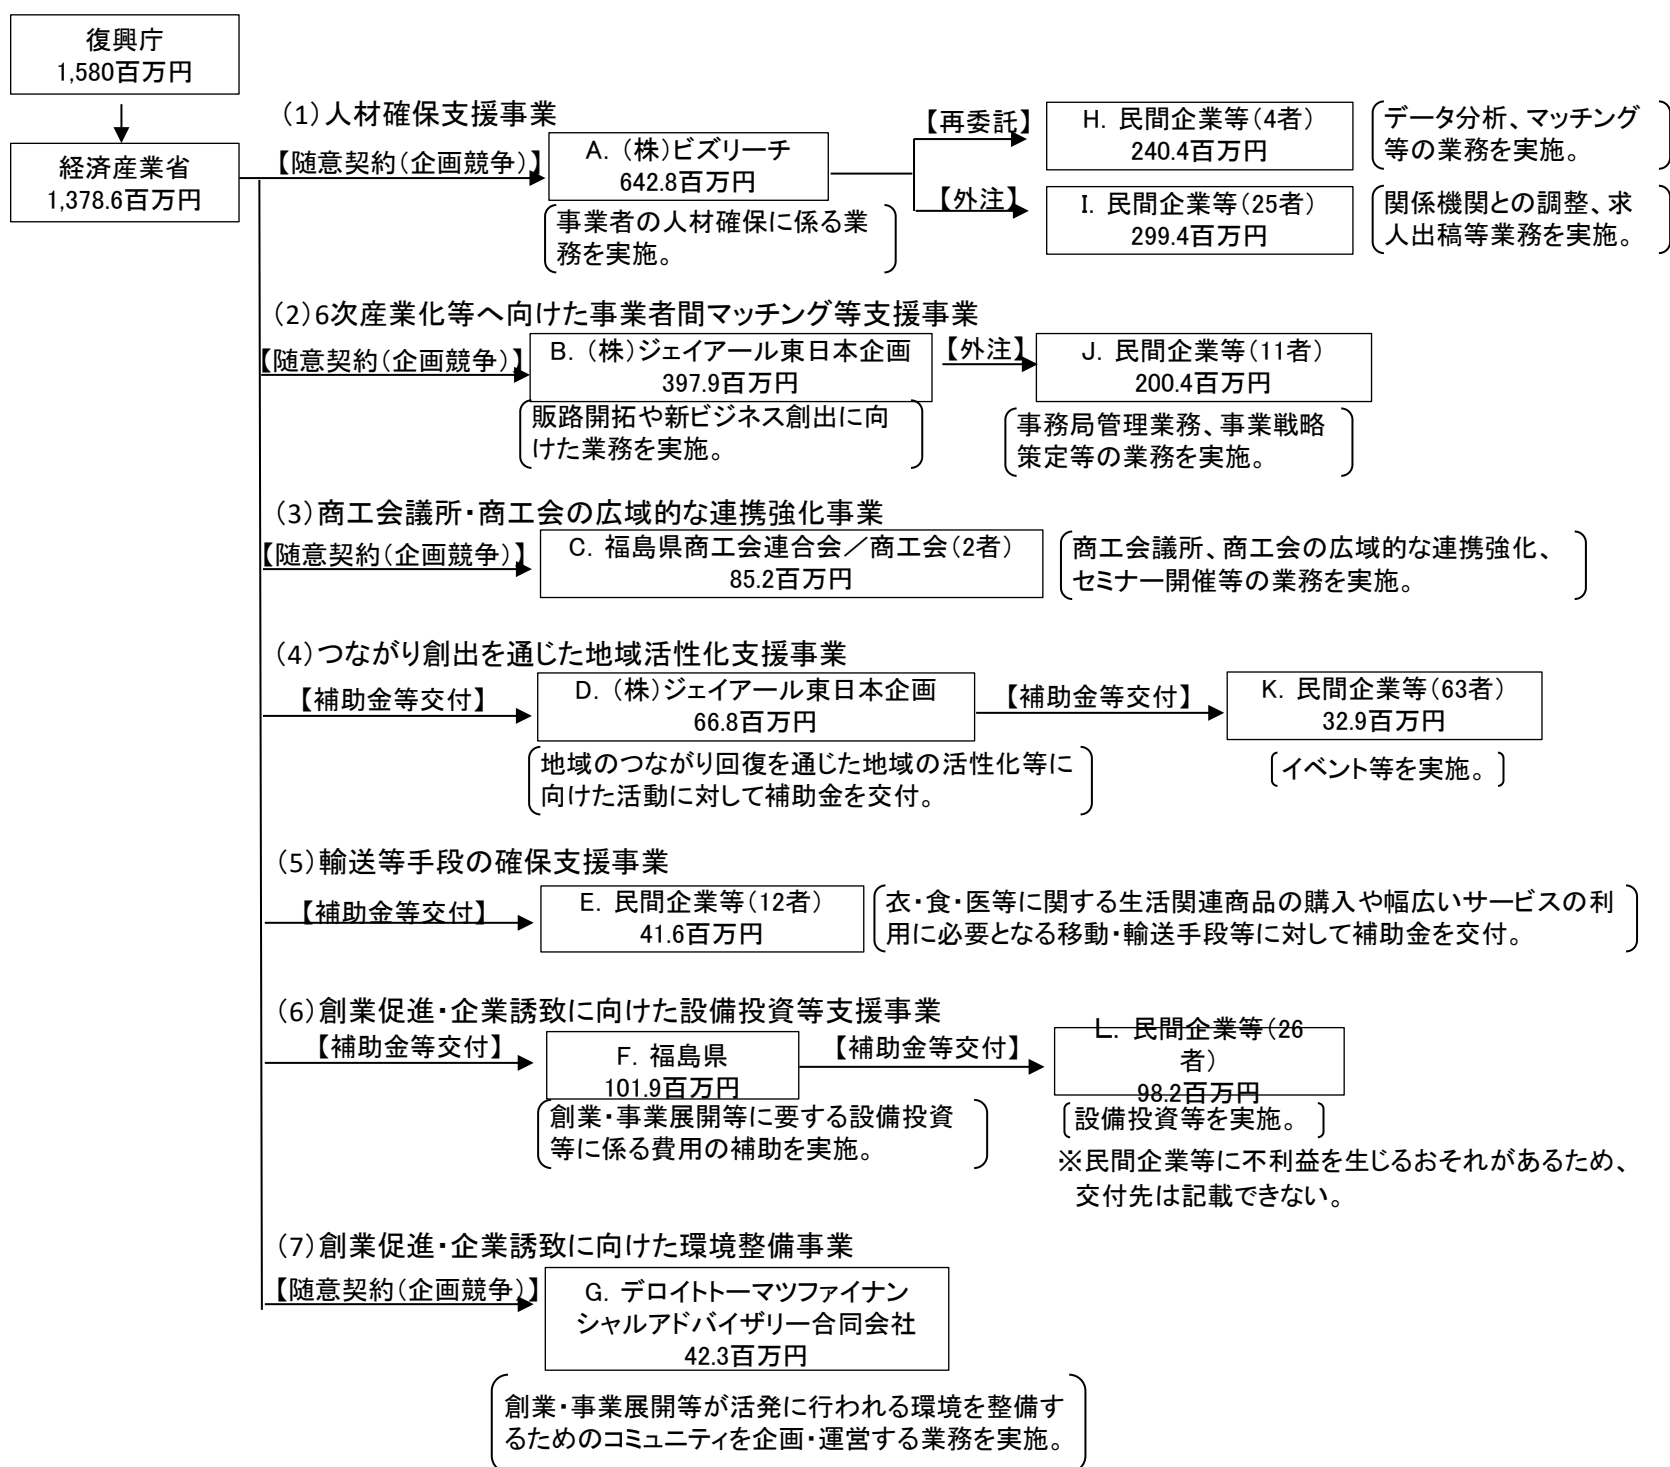 復興庁
1,580百万円
経済産業省
1,378.6百万円
(1)人材確保支援事業
【随意契約(企画競争)】
A. (株)ビズリーチ
642.8百万円
事業者の人材確保に係る業
務を実施。
【再委託】
H. 民間企業等(4者)
240.4百万円
データ分析、マッチング
等の業務を実施。
【外注】
I. 民間企業等(25者)
299.4百万円
関係機関との調整、求
人出稿等業務を実施。
(2)6次産業化等へ向けた事業者間マッチング等支援事業
【随意契約(企画競争)】
B. (株)ジェイアール東日本企画
397.9百万円
販路開拓や新ビジネス創出に向
けた業務を実施。
【外注】
J. 民間企業等(11者)
200.4百万円
事務局管理業務、事業戦略
策定等の業務を実施。
(3)商工会議所・商工会の広域的な連携強化事業
【随意契約(企画競争)】
C. 福島県商工会連合会/商工会(2者)
85.2百万円
商工会議所、商工会の広域的な連携強化、
セミナー開催等の業務を実施。
(4)つながり創出を通じた地域活性化支援事業
【補助金等交付】
D. (株)ジェイアール東日本企画
66.8百万円
地域のつながり回復を通じた地域の活性化等に
向けた活動に対して補助金を交付。
【補助金等交付】
K. 民間企業等(63者)
32.9百万円
イベント等を実施。
(5)輸送等手段の確保支援事業
【補助金等交付】
E. 民間企業等(12者)
41.6百万円
衣・食・医等に関する生活関連商品の購入や幅広いサービスの利
用に必要となる移動・輸送手段等に対して補助金を交付。
(6)創業促進・企業誘致に向けた設備投資等支援事業
【補助金等交付】
F. 福島県
101.9百万円
創業・事業展開等に要する設備投資
等に係る費用の補助を実施。
【補助金等交付】
L. 民間企業等(26
者)
98.2百万円
設備投資等を実施。
※民間企業等に不利益を生じるおそれがあるため、
交付先は記載できない。
(7)創業促進・企業誘致に向けた環境整備事業
【随意契約(企画競争)】
G. デロイトトーマツファイナン
シャルアドバイザリー合同会社
42.3百万円
創業・事業展開等が活発に行われる環境を整備す
るためのコミュニティを企画・運営する業務を実施。